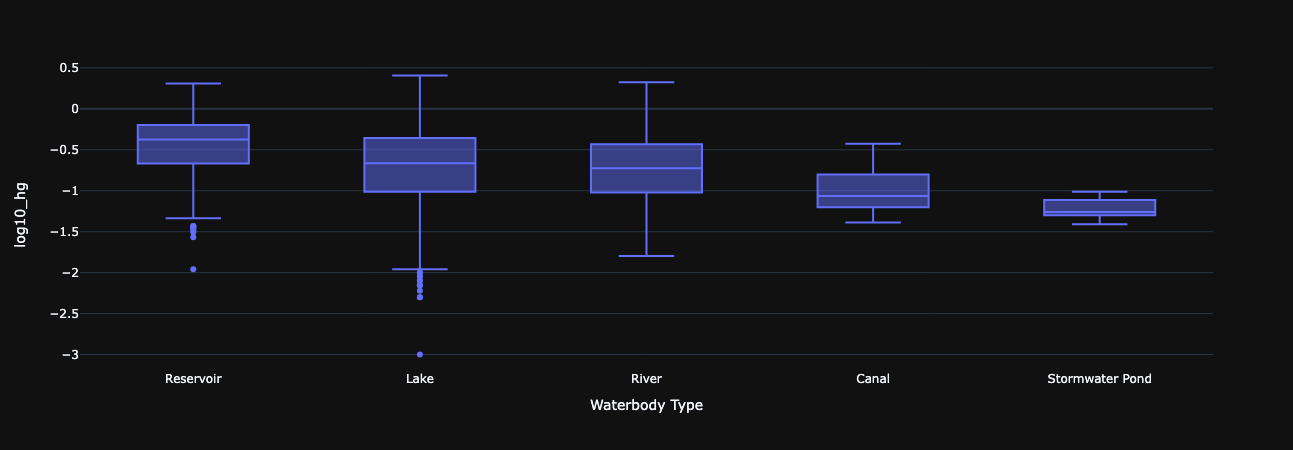 0.5
0
−0.5
−1
−1.5
−2
−2.5
−3
log10_hg
Reservoir Lake River Canal Stormwater Pond
Waterbody Type